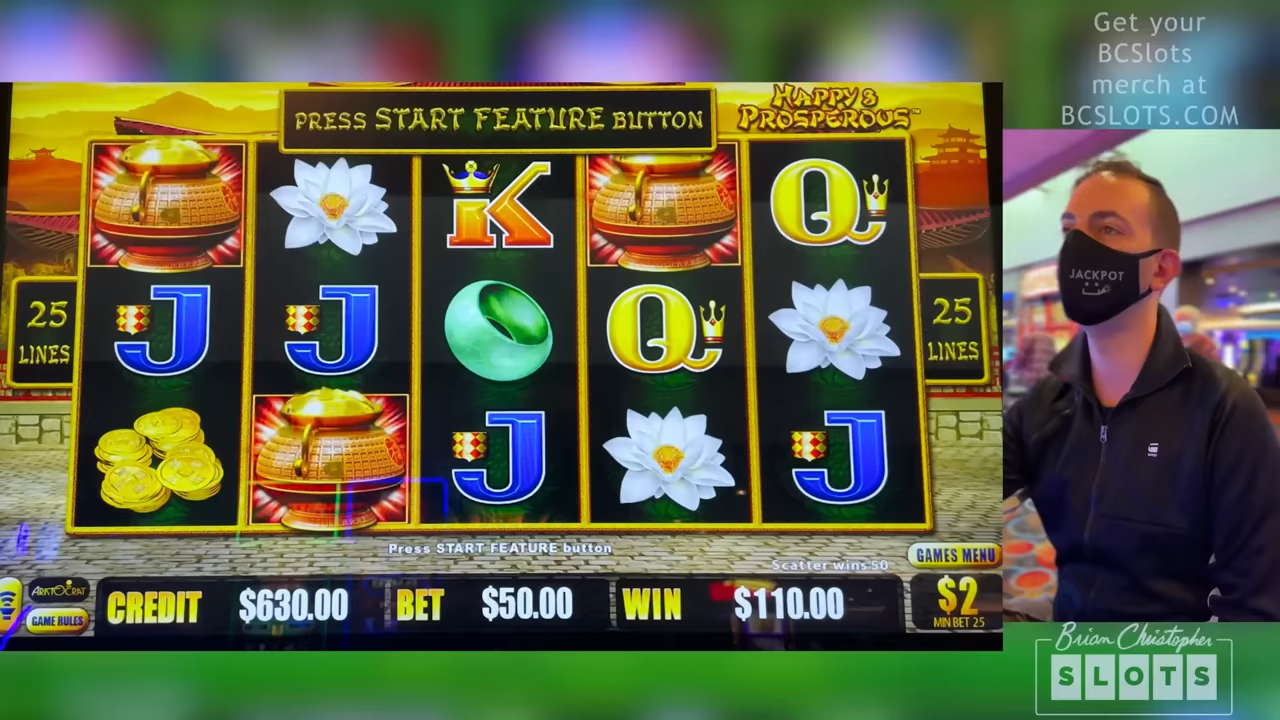 Get your
BCSlots
merch at
BCSLOTS.COM
PRESS START FEATURE BUTTON
HAPPY & PROSPEROUS™
K
Q
25 LINES
J
J
Q
25 LINES
J
J
JACKPOT
Press START FEATURE button
Scatter wins 50
GAMES MENU
ARISTOCRAT
GAME RULES
CREDIT $630.00 BET $50.00 WIN $110.00
$2
MIN BET 25
Brian Christopher
SLOTS